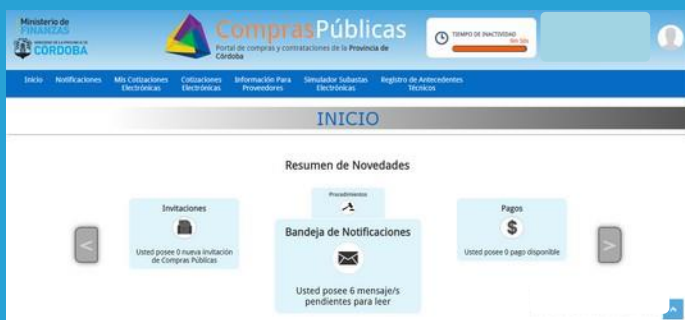 Ministerio de
FINANZAS
CÓRDOBA
ComprasPúblicas
Portal de compras y contrataciones de la Provincia de
Córdoba
TIEMPO DE INACTIVIDAD
Inicio
Notificaciones
Mis Cotizaciones
Electrónicas
Cotizaciones
Electrónicas
Información Para
Proveedores
Simulador Subastas
Electrónicas
Registro de Antecedentes
Técnicos
INICIO
Resumen de Novedades
Invitaciones
Usted posee 0 nueva invitación
de Compras Públicas
Procedimientos
Bandeja de Notificaciones
Usted posee 6 mensaje/s
pendientes para leer
Pagos
$
Usted posee 0 pago disponible
<
>